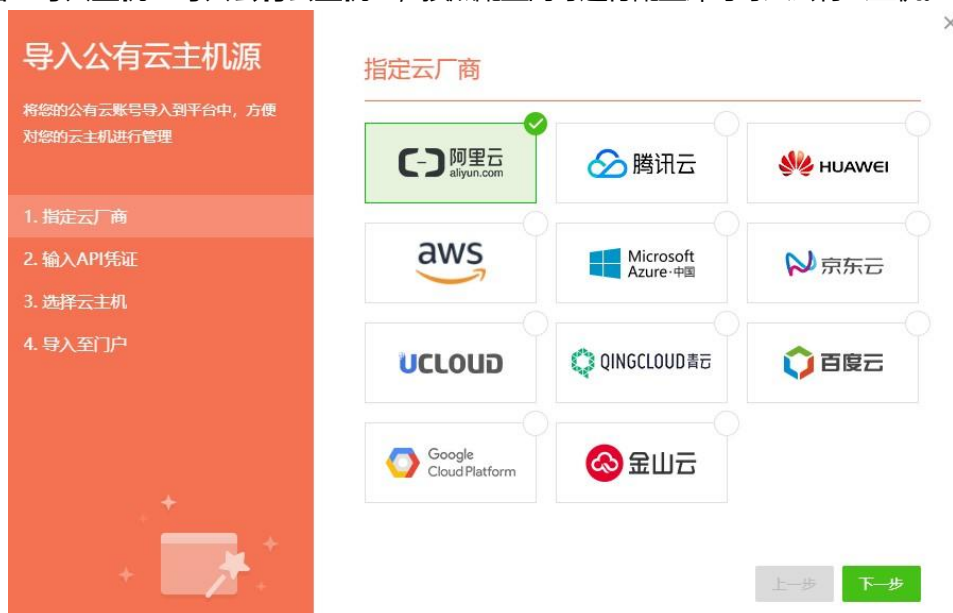 导入公有云主机源
将您的公有云账号导入到平台中，方便
对您的云主机进行管理
1. 指定云厂商
2. 输入API凭证
3. 选择云主机
4. 导入至门户
指定云厂商
阿里云
aliyun.com
腾讯云
HUAWEI
aws
Microsoft
Azure·中国
京东云
UCLOUD
QINGCLOUD青云
百度云
Google
Cloud Platform
金山云
上一步
下一步